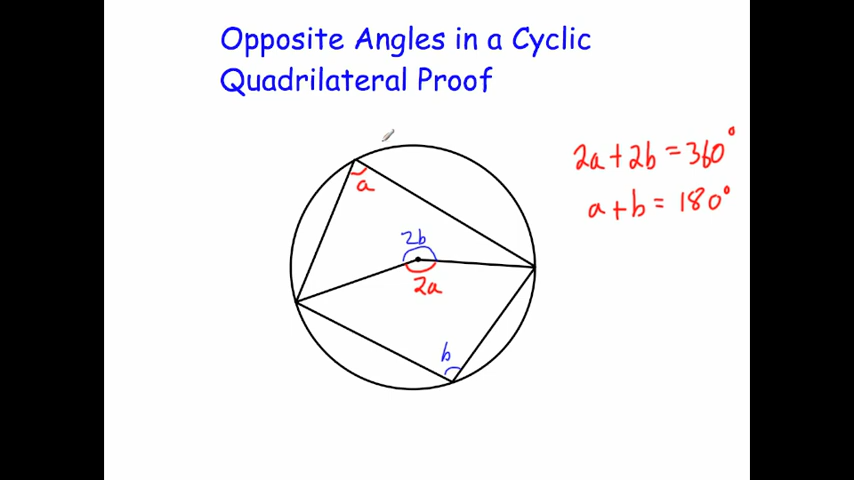 Opposite Angles in a Cyclic
Quadrilateral Proof
2a + 2b = 360°
a + b = 180°
a
2b
2a
b